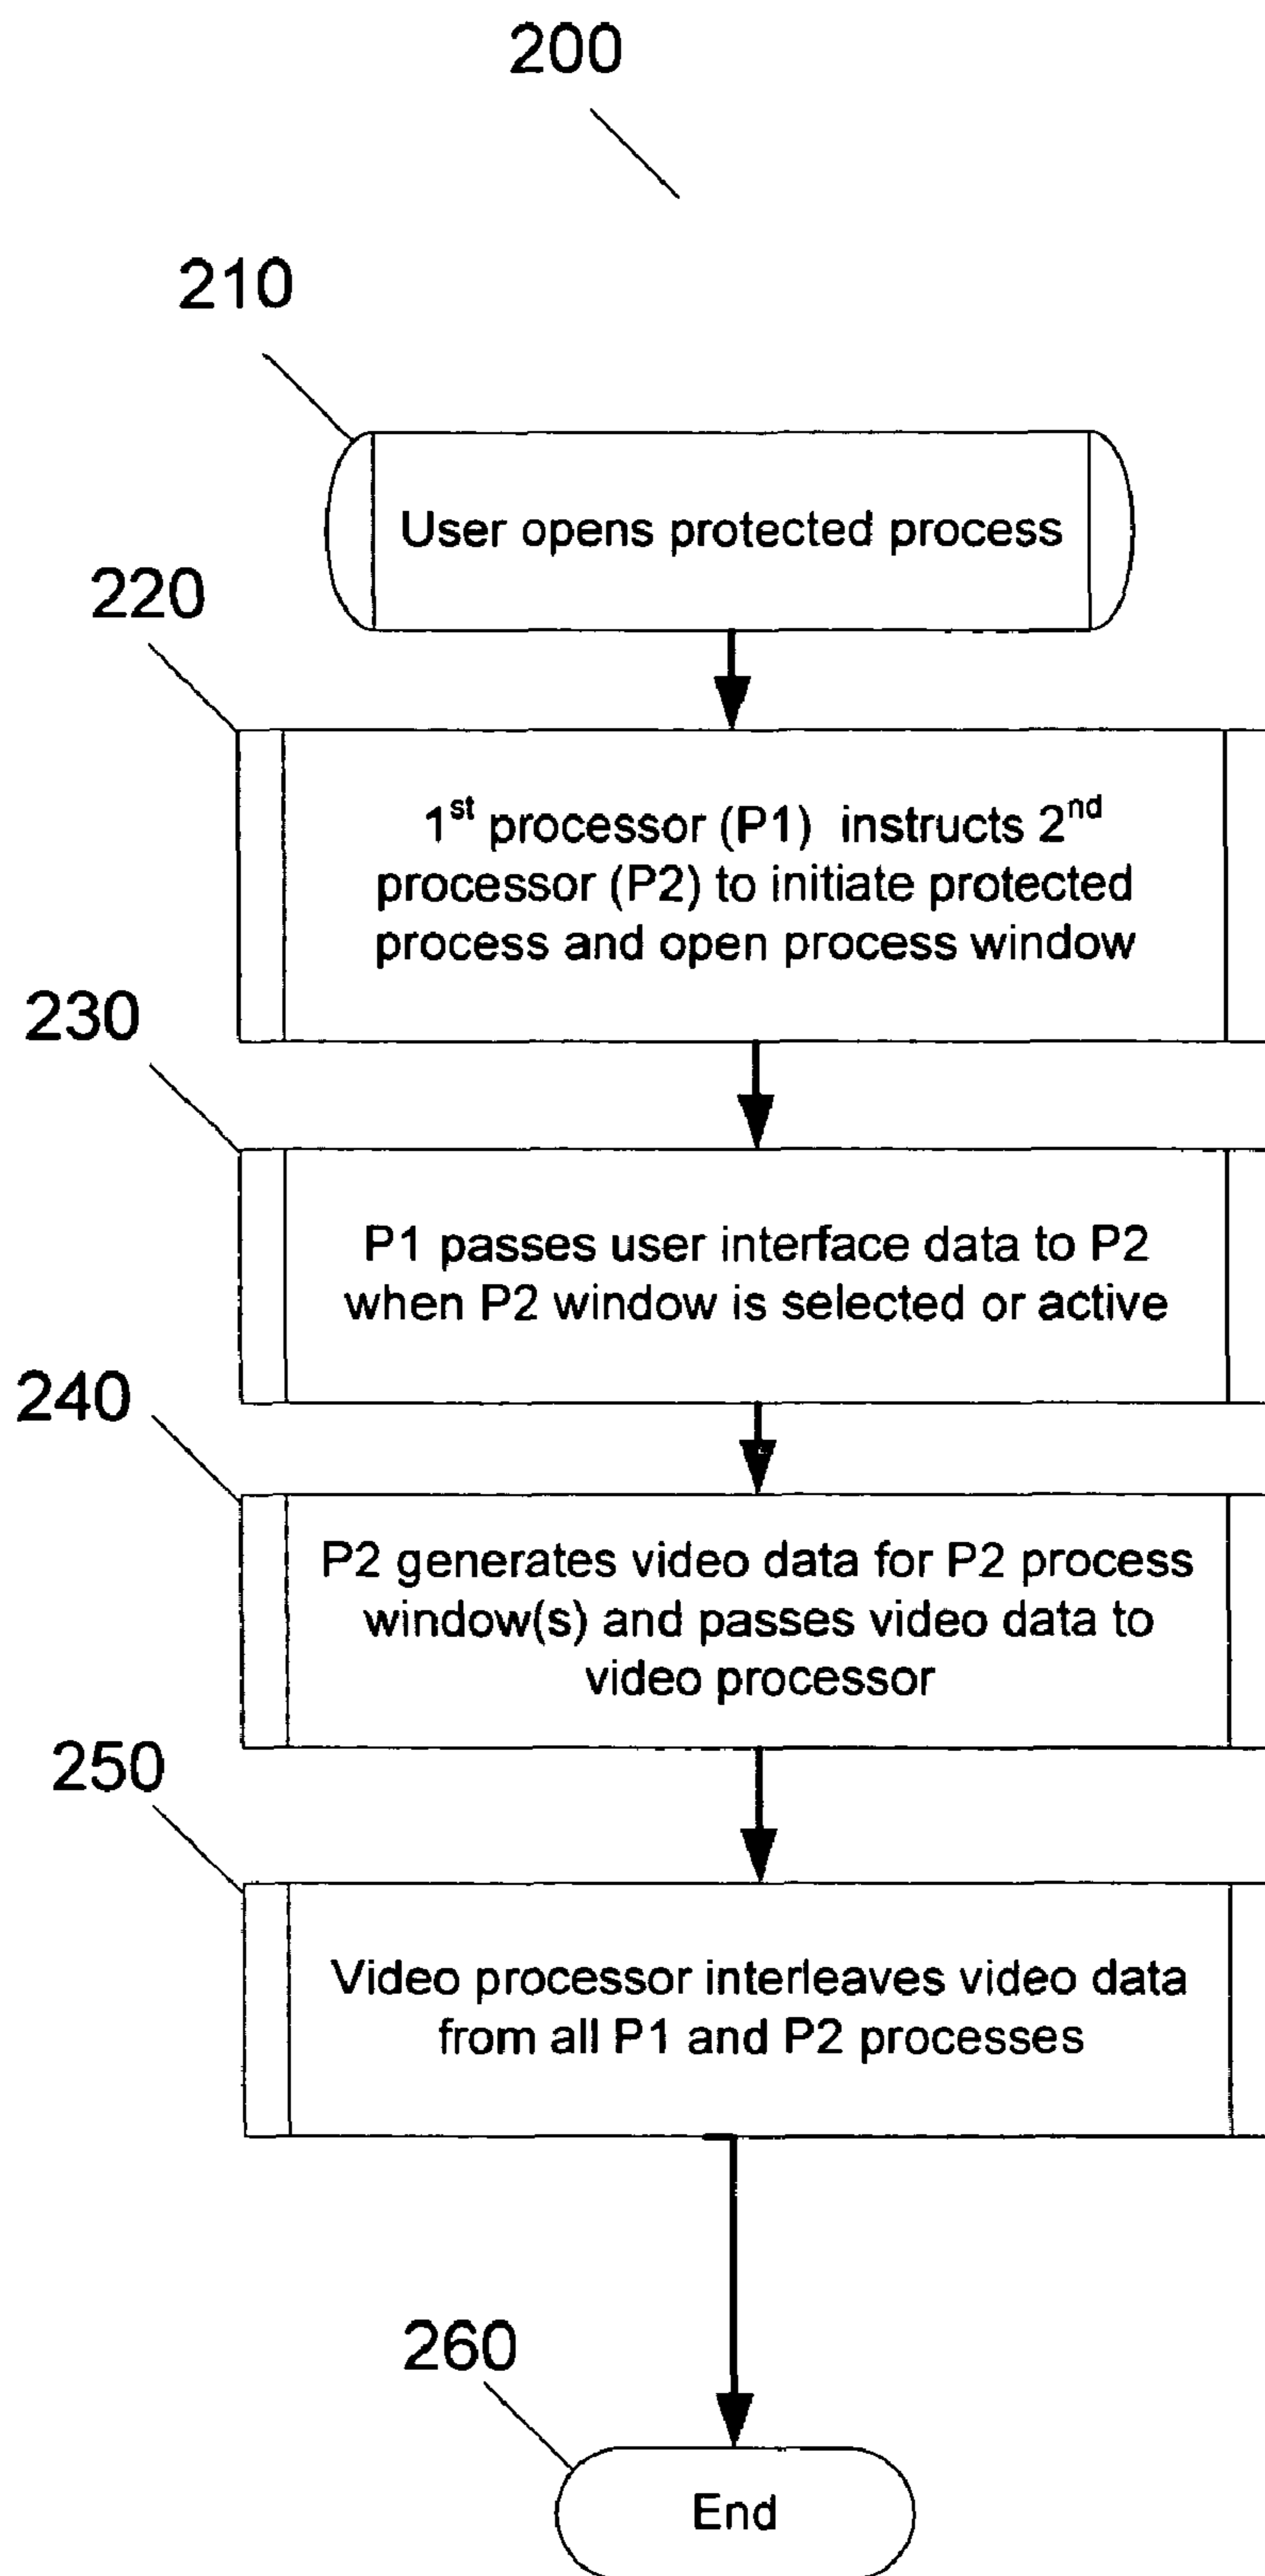 200
210
User opens protected process
220
1st processor (P1) instructs 2nd
processor (P2) to initiate protected
process and open process window
230
P1 passes user interface data to P2
when P2 window is selected or active
240
P2 generates video data for P2 process
window(s) and passes video data to
video processor
250
Video processor interleaves video data
from all P1 and P2 processes
260
End